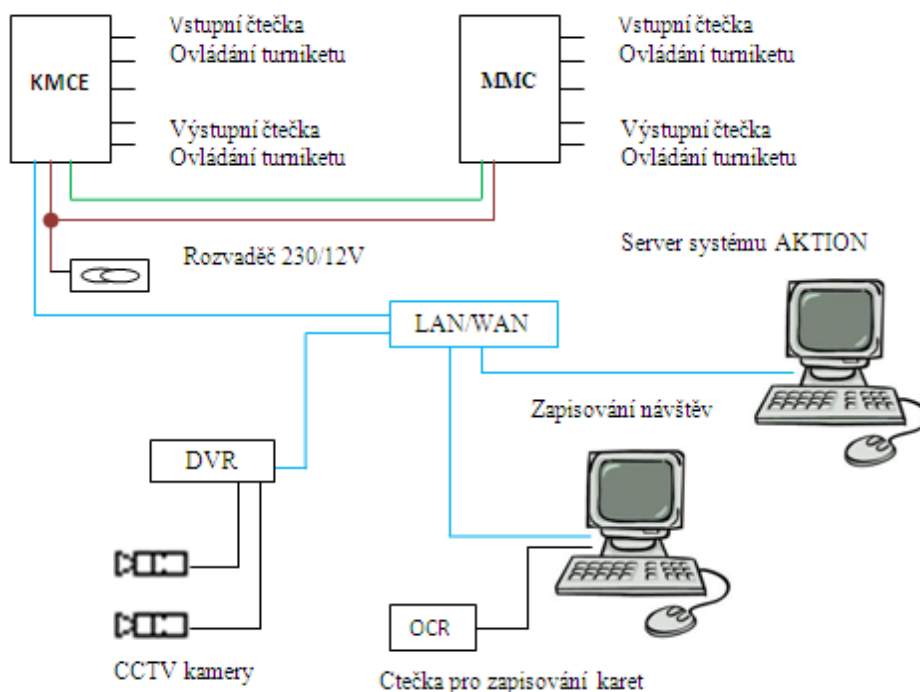 Vstupní čtečka
Ovládání turniketu
KMCE
Výstupní čtečka
Ovládání turniketu
Vstupní čtečka
Ovládání turniketu
MMC
Výstupní čtečka
Ovládání turniketu
Rozvaděč 230/12V
Server systému AKTION
LAN/WAN
Zapisování návštěv
DVR
OCR
CCTV kamery
Ctečka pro zapisování karet